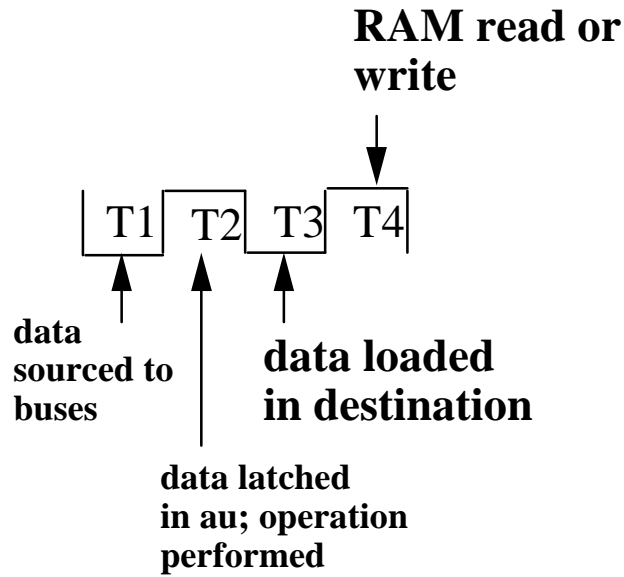 RAM read or
write
T1 T2 T3 T4
data
sourced to
buses
data loaded
in destination
data latched
in au; operation
performed